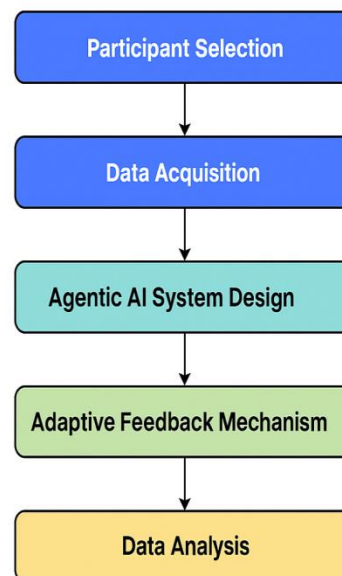 Participant Selection
Data Acquisition
Agentic AI System Design
Adaptive Feedback Mechanism
Data Analysis